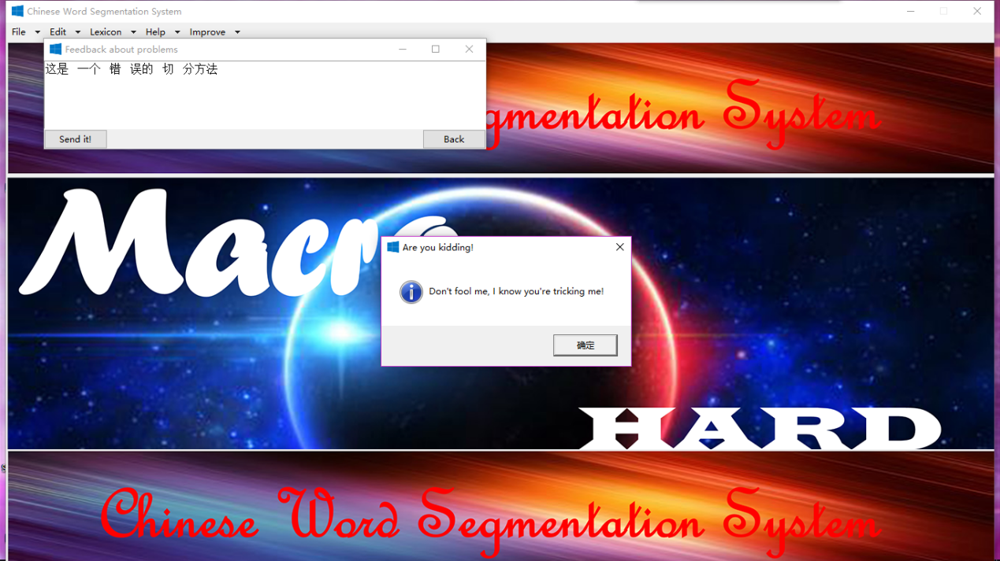 Chinese Word Segmentation System
File Edit Lexicon Help Improve
Feedback about problems
这是 一个 错 误的 切 分方法
Send it! Back
Segmentation System
Macro
Are you kidding!
Don't fool me, I know you're tricking me!
确定
HARD
Chinese Word Segmentation System